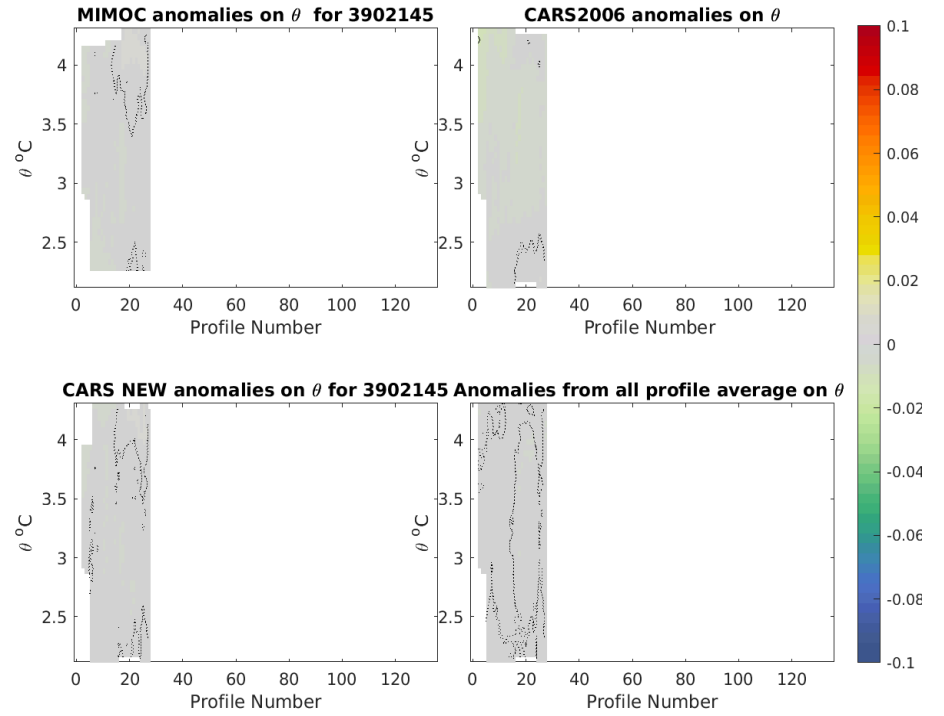 MIMOC anomalies on θ for 3902145
CARS2006 anomalies on θ
4
3.5
3
2.5
θ °C
0 20 40 60 80 100 120
Profile Number
4
3.5
3
2.5
θ °C
0 20 40 60 80 100 120
Profile Number
CARS NEW anomalies on θ for 3902145
Anomalies from all profile average on θ
4
3.5
3
2.5
θ °C
0 20 40 60 80 100 120
Profile Number
4
3.5
3
2.5
θ °C
0 20 40 60 80 100 120
Profile Number
0.1
0.08
0.06
0.04
0.02
0
-0.02
-0.04
-0.06
-0.08
-0.1